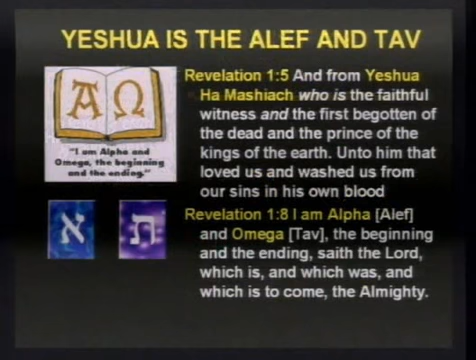 YESHUA IS THE ALEF AND TAV
Α Ω
"I am Alpha and
Omega, the beginning
and the ending."
א ת
Revelation 1:5 And from Yeshua
Ha Mashiach who is the faithful
witness and the first begotten of
the dead and the prince of the
kings of the earth. Unto him that
loved us and washed us from
our sins in his own blood
Revelation 1:8 I am Alpha [Alef]
and Omega [Tav], the beginning
and the ending, saith the Lord,
which is, and which was, and
which is to come, the Almighty.